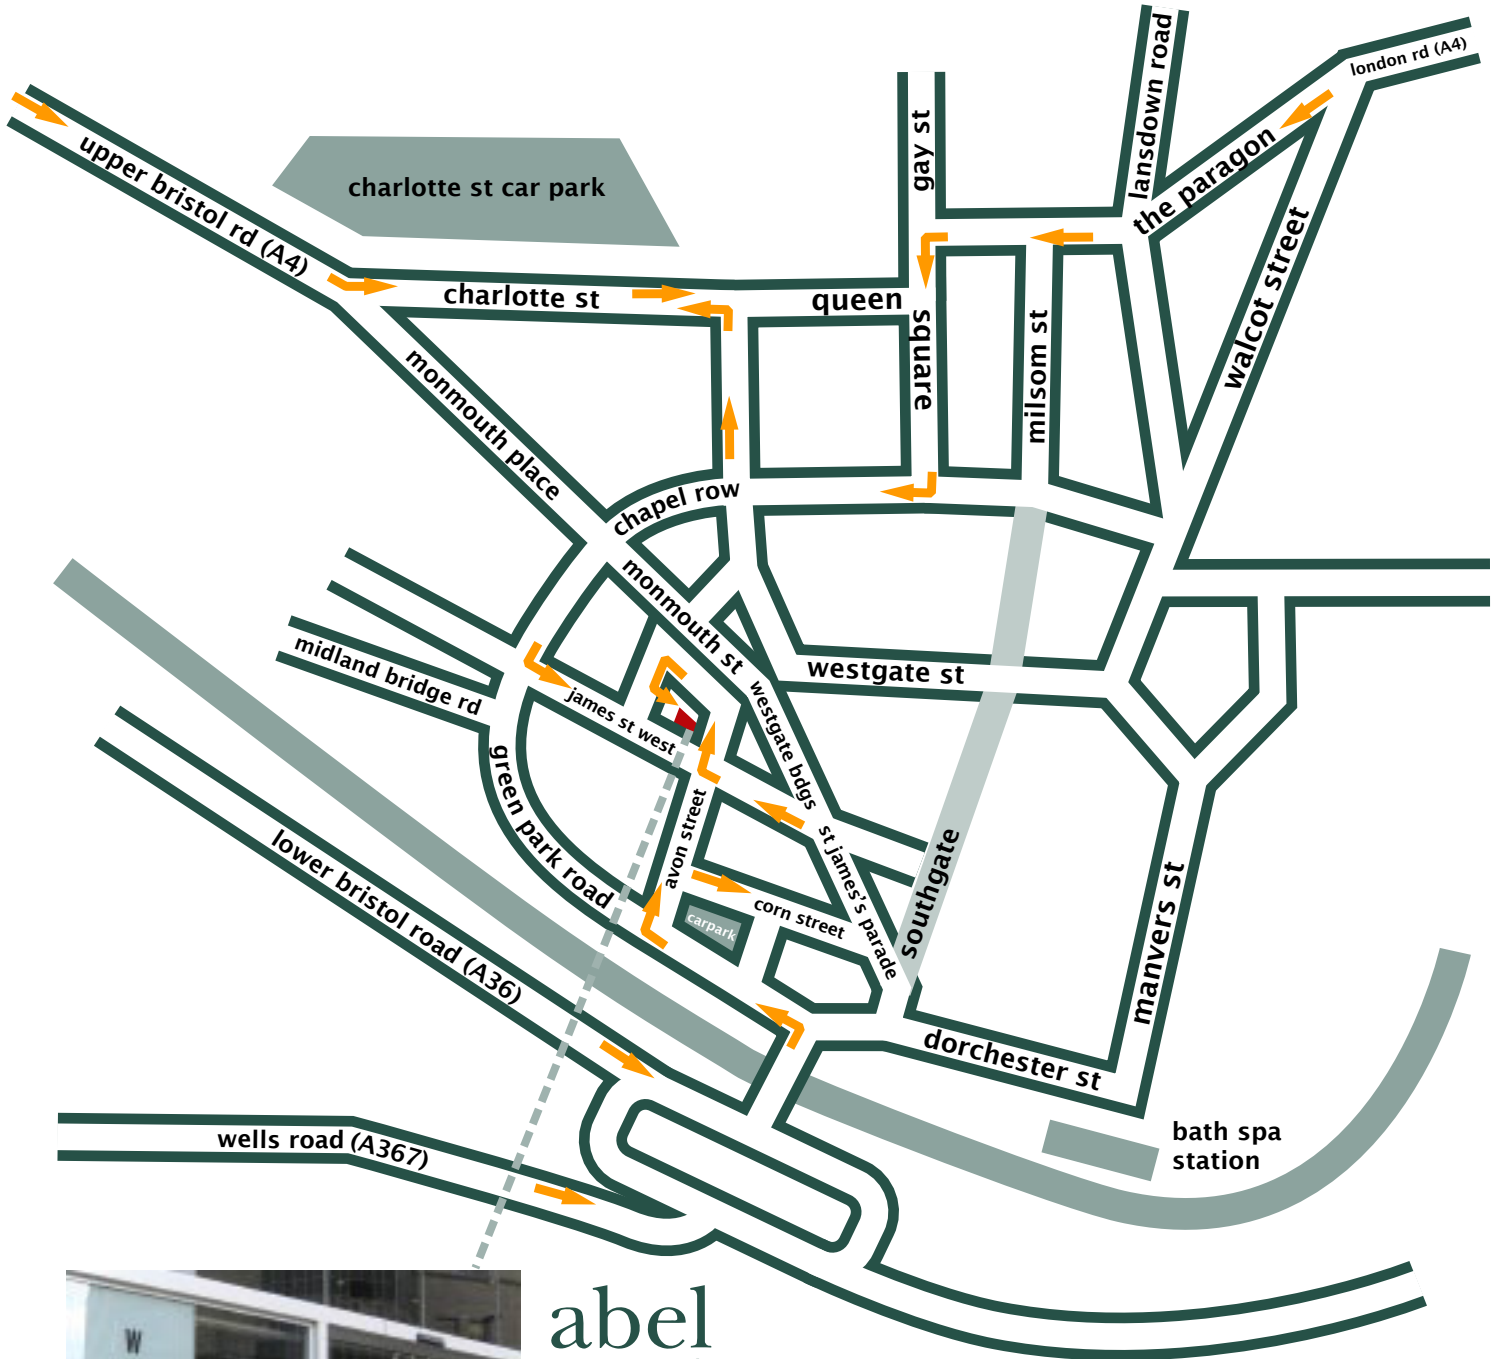 lansdown road
london rd (A4)
gay st
the paragon
upper bristol rd (A4)
charlotte st car park
walcot street
charlotte st
queen
square
milsom st
monmouth place
chapel row
monmouth st
midland bridge rd
westgate st
james st west
westgate bdgs
green park road
avon street
st james's parade
southgate
lower bristol road (A36)
corn street
carpark
manvers st
dorchester st
wells road (A367)
bath spa
station
abel
W